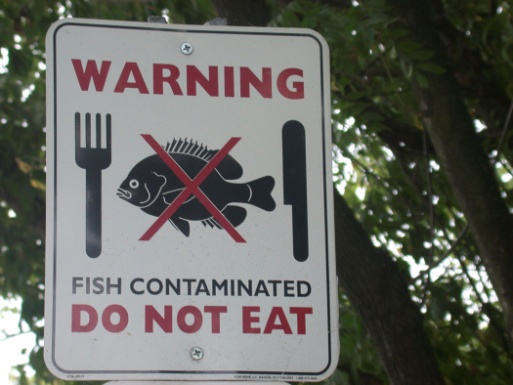 WARNING
FISH CONTAMINATED
DO NOT EAT